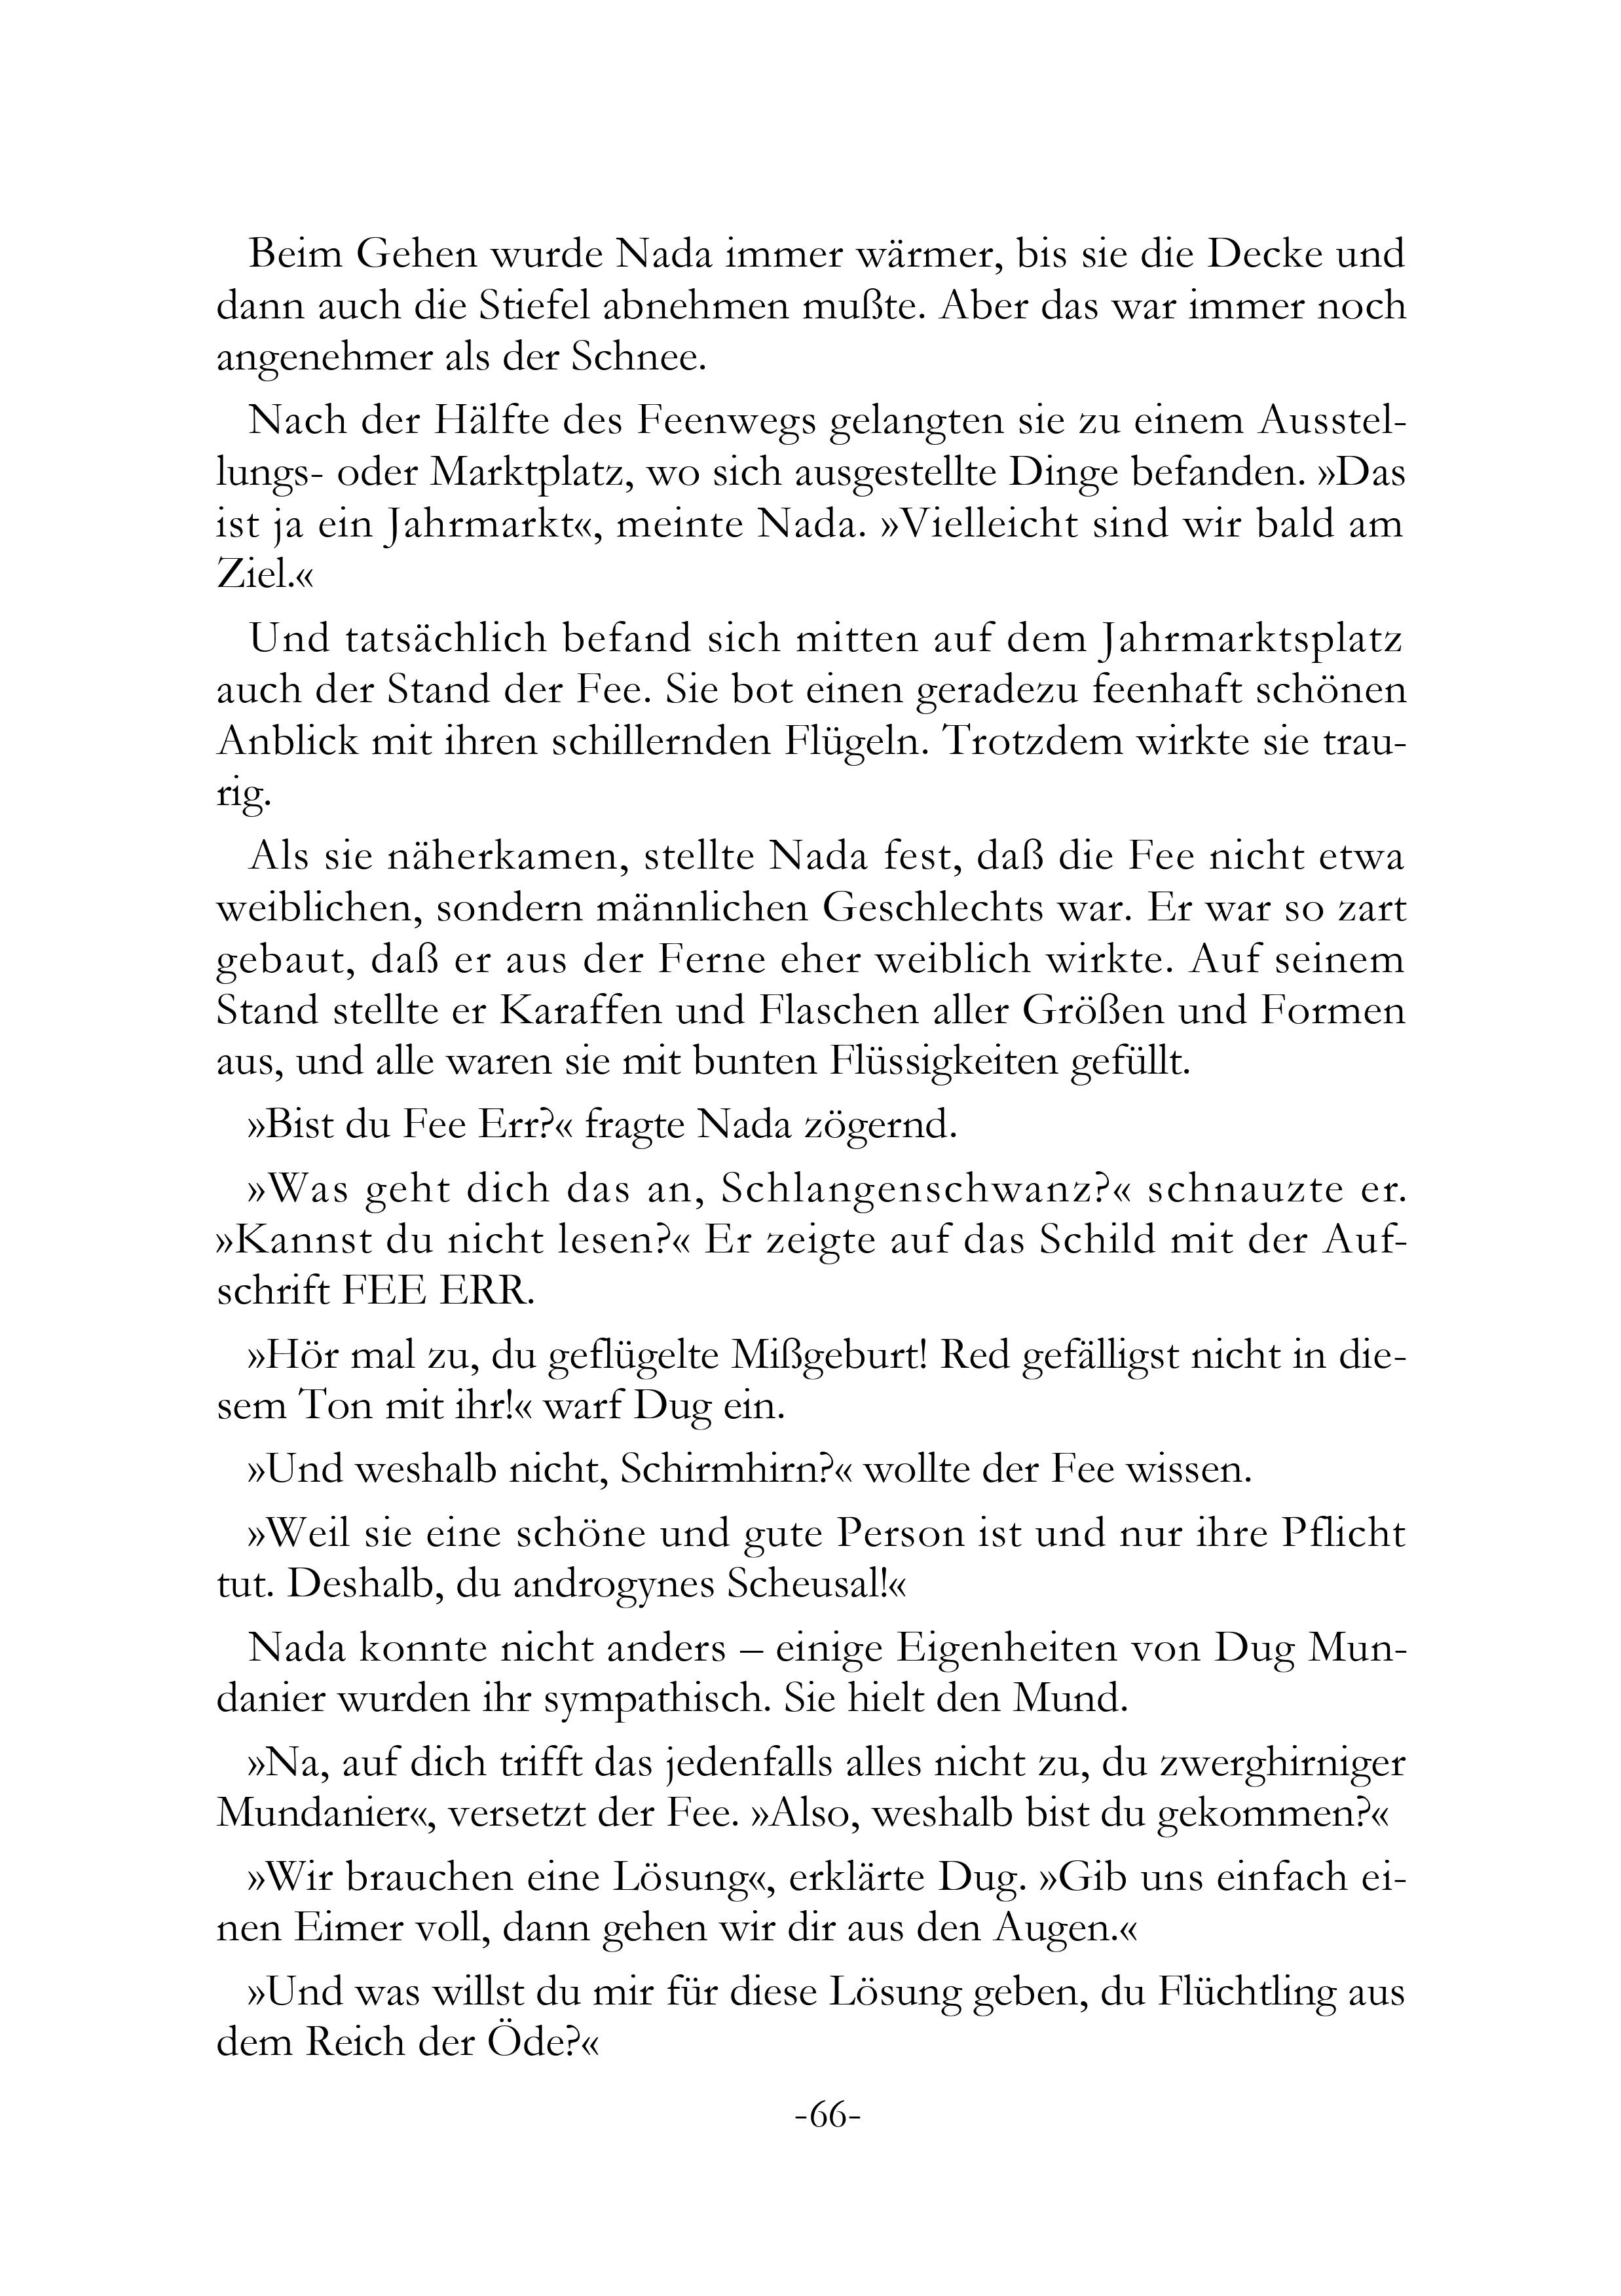 Beim Gehen wurde Nada immer wärmer, bis sie die Decke und
dann auch die Stiefel abnehmen mußte. Aber das war immer noch
angenehmer als der Schnee.
Nach der Hälfte des Feenwegs gelangten sie zu einem Ausstel-
lungs- oder Marktplatz, wo sich ausgestellte Dinge befanden. »Das
ist ja ein Jahrmarkt«, meinte Nada. »Vielleicht sind wir bald am
Ziel.«
Und tatsächlich befand sich mitten auf dem Jahrmarktsplatz
auch der Stand der Fee. Sie bot einen geradezu feenhaft schönen
Anblick mit ihren schillernden Flügeln. Trotzdem wirkte sie trau-
rig.
Als sie näherkamen, stellte Nada fest, daß die Fee nicht etwa
weiblichen, sondern männlichen Geschlechts war. Er war so zart
gebaut, daß er aus der Ferne eher weiblich wirkte. Auf seinem
Stand stellte er Karaffen und Flaschen aller Größen und Formen
aus, und alle waren sie mit bunten Flüssigkeiten gefüllt.
»Bist du Fee Err?« fragte Nada zögernd.
»Was geht dich das an, Schlangenschwanz?« schnauzte er.
»Kannst du nicht lesen?« Er zeigte auf das Schild mit der Auf-
schrift FEE ERR.
»Hör mal zu, du geflügelte Mißgeburt! Red gefälligst nicht in die-
sem Ton mit ihr!« warf Dug ein.
»Und weshalb nicht, Schirmhirn?« wollte der Fee wissen.
»Weil sie eine schöne und gute Person ist und nur ihre Pflicht
tut. Deshalb, du androgynes Scheusal!«
Nada konnte nicht anders – einige Eigenheiten von Dug Mun-
danier wurden ihr sympathisch. Sie hielt den Mund.
»Na, auf dich trifft das jedenfalls alles nicht zu, du zwerghirniger
Mundanier«, versetzt der Fee. »Also, weshalb bist du gekommen?«
»Wir brauchen eine Lösung«, erklärte Dug. »Gib uns einfach ei-
nen Eimer voll, dann gehen wir dir aus den Augen.«
»Und was willst du mir für diese Lösung geben, du Flüchtling aus
dem Reich der Öde?«
-66-